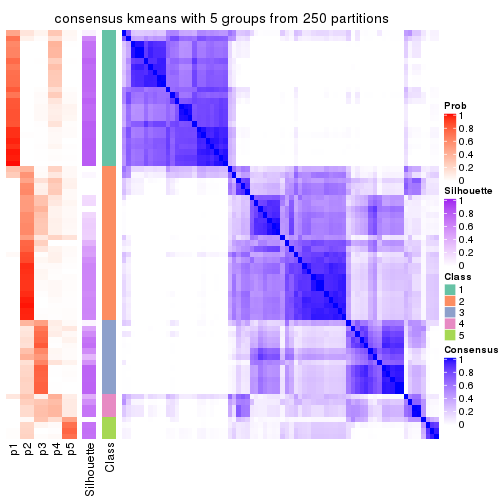 consensus kmeans with 5 groups from 250 partitions
p1
p2
p3
p4
p5
Silhouette
Class
Prob
1
0.8
0.6
0.4
0.2
0
Silhouette
1
0.8
0.6
0.4
0.2
0
Class
1
2
3
4
5
Consensus
1
0.8
0.6
0.4
0.2
0